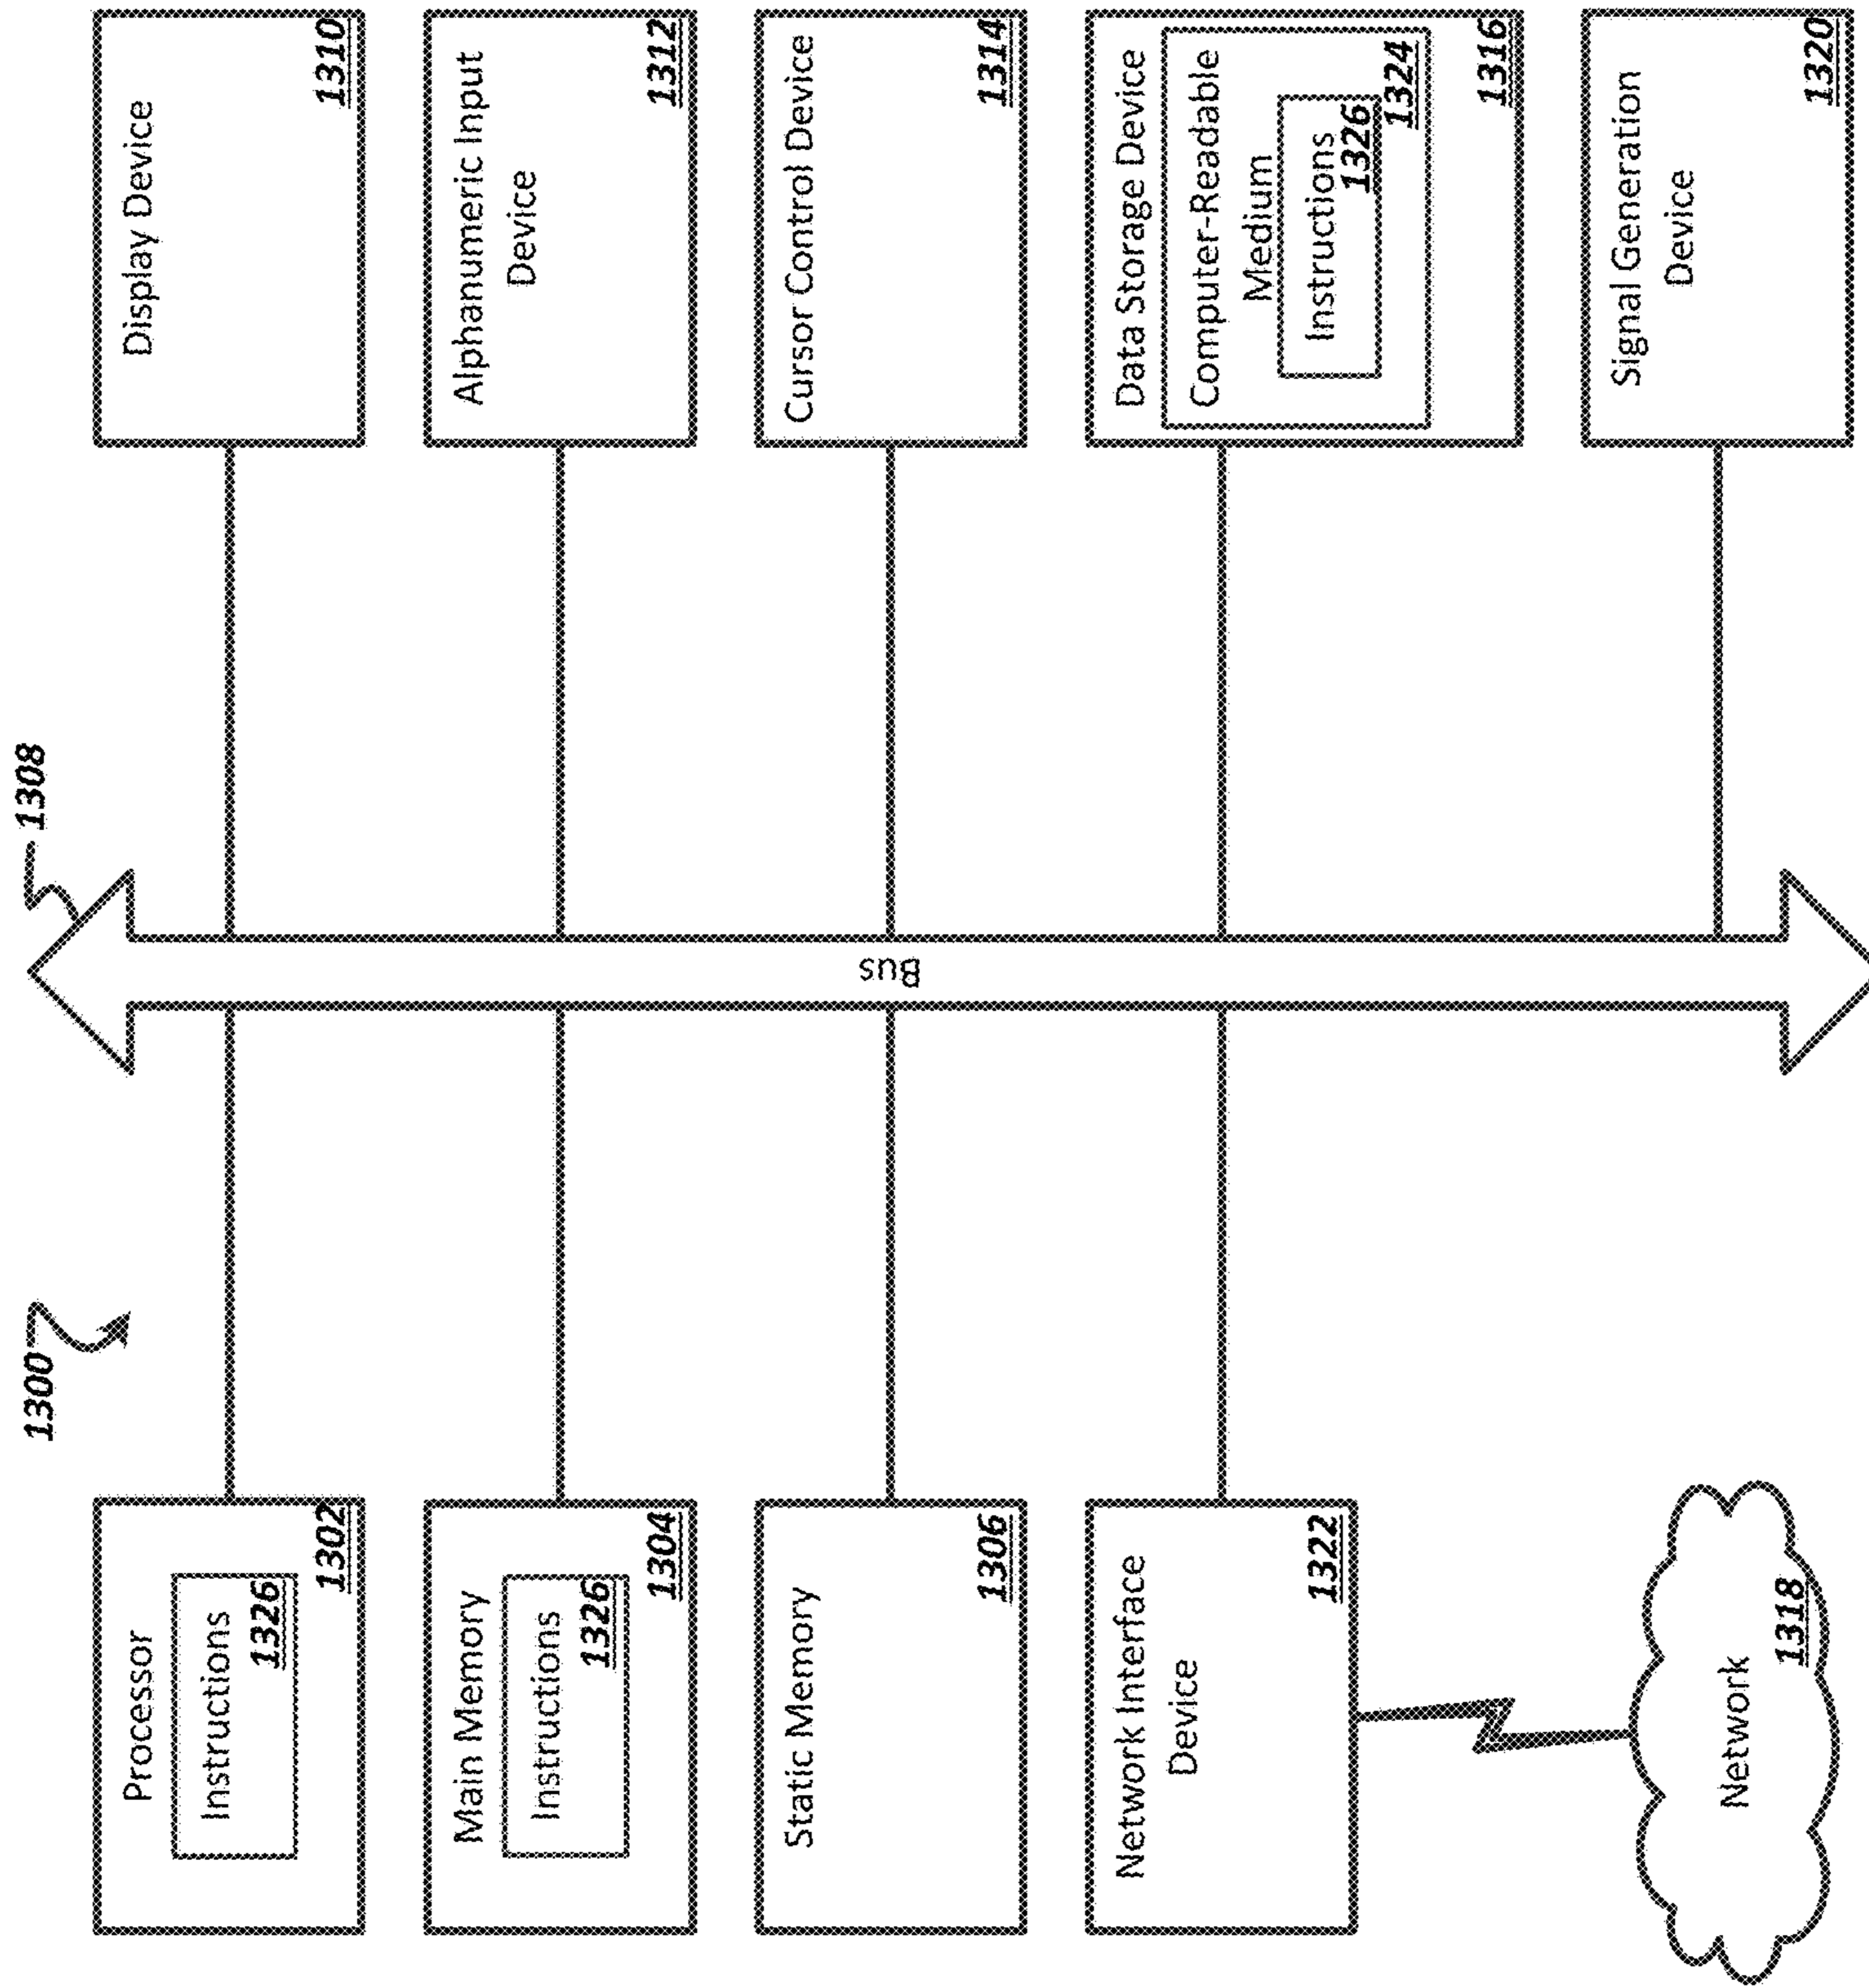 1300
1308
Processor
Instructions
1326
1302
Main Memory
Instructions
1326
1304
Static Memory
1306
Network Interface
Device
1322
Network
1318
Bus
Display Device
1310
Alphanumeric Input
Device
1312
Cursor Control Device
1314
Data Storage Device
Computer-Readable
Medium
Instructions
1326
1324
1316
Signal Generation
Device
1320